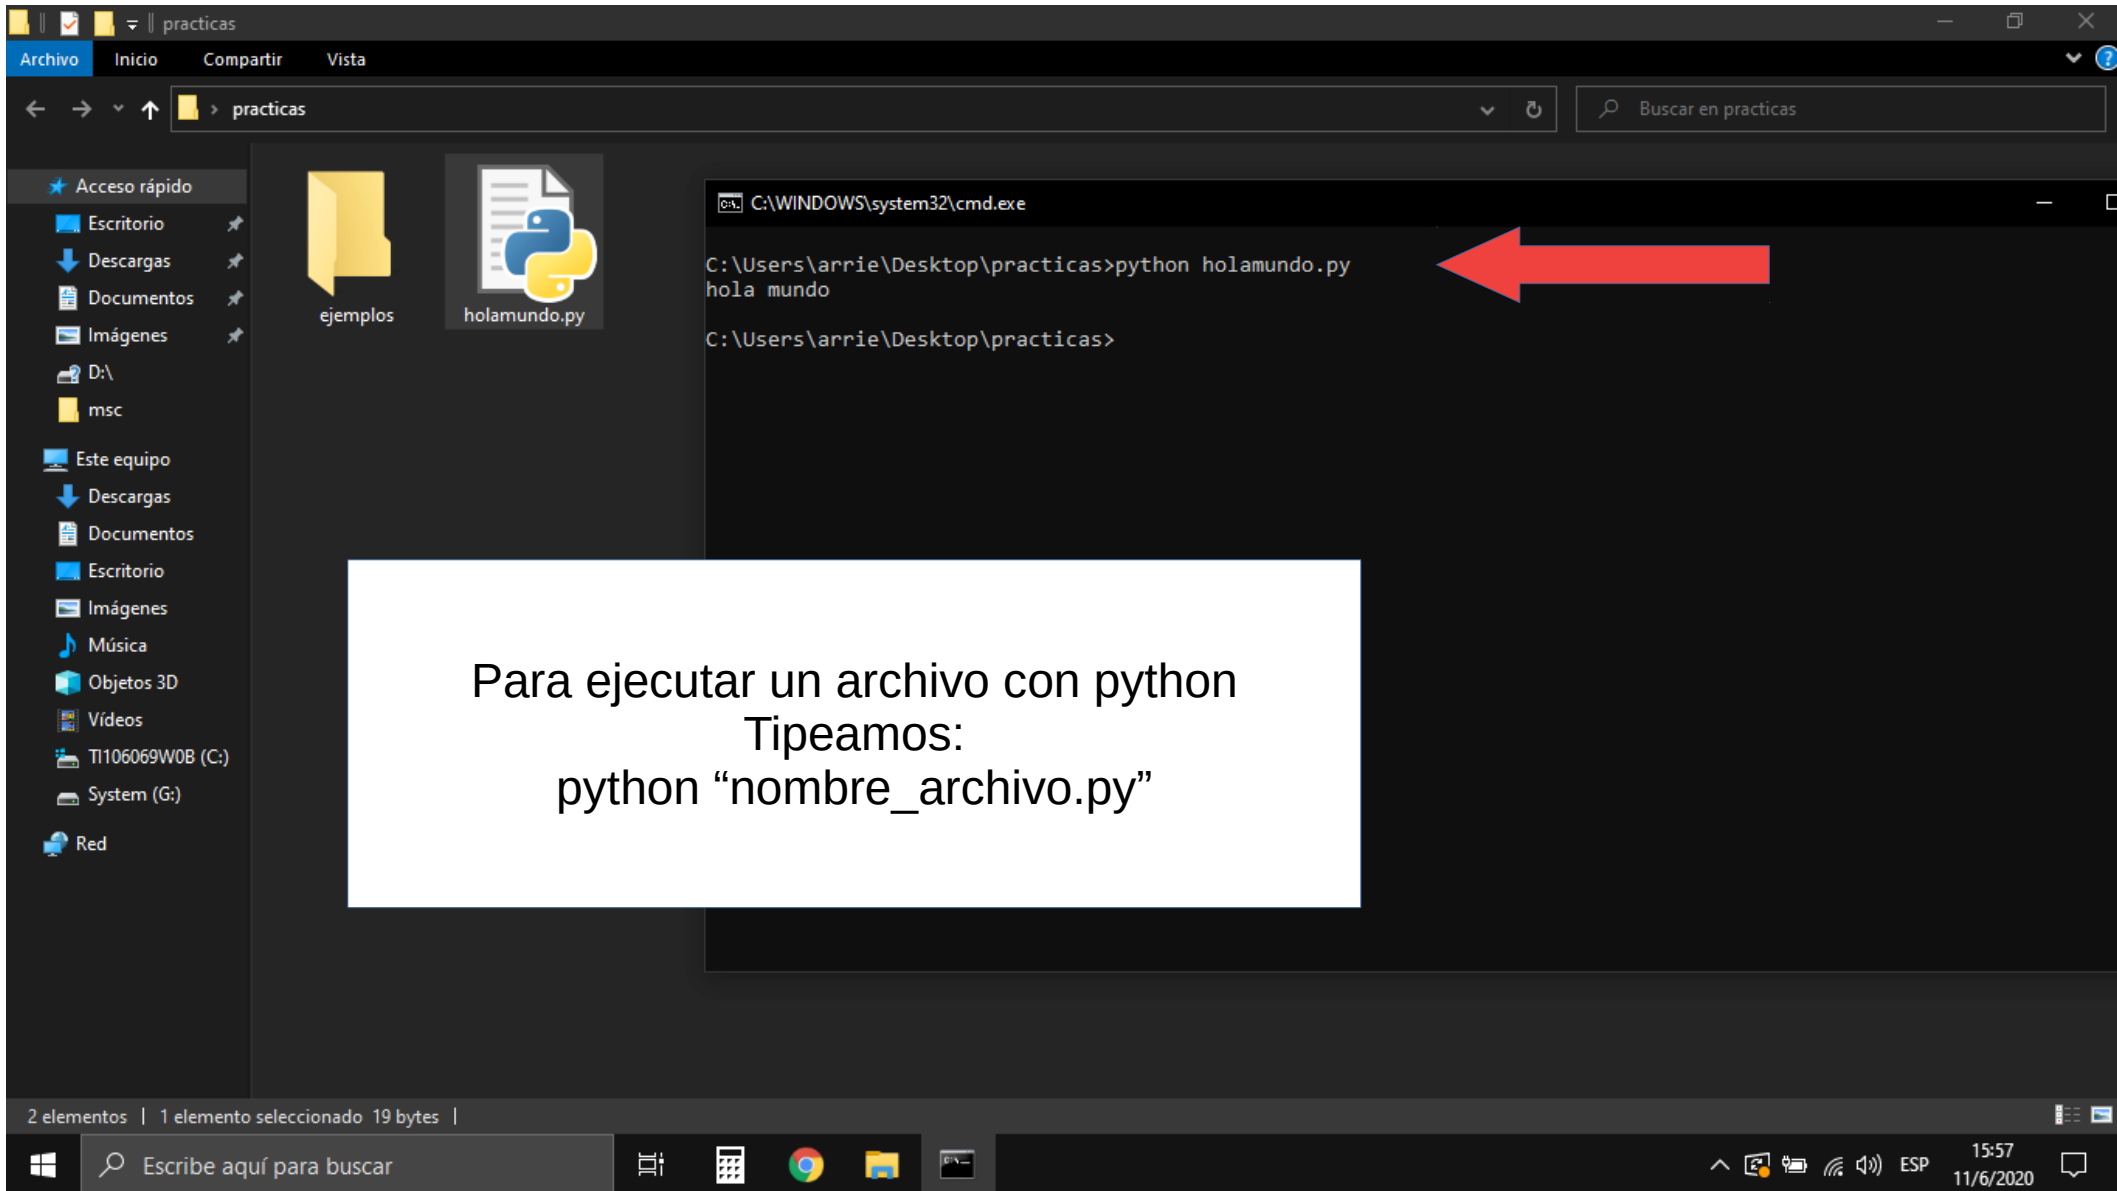 practicas
Archivo Inicio Compartir Vista
practicas
Buscar en practicas
Acceso rápido
Escritorio
Descargas
Documentos
Imágenes
D:\
msc
Este equipo
Descargas
Documentos
Escritorio
Imágenes
Música
Objetos 3D
Vídeos
TI106069W0B (C:)
System (G:)
Red
ejemplos
holamundo.py
C:\WINDOWS\system32\cmd.exe
C:\Users\arrie\Desktop\practicas>python holamundo.py
hola mundo
C:\Users\arrie\Desktop\practicas>
Para ejecutar un archivo con python
Tipeamos:
python “nombre_archivo.py”
2 elementos | 1 elemento seleccionado 19 bytes |
Escribe aquí para buscar
ESP
15:57
11/6/2020